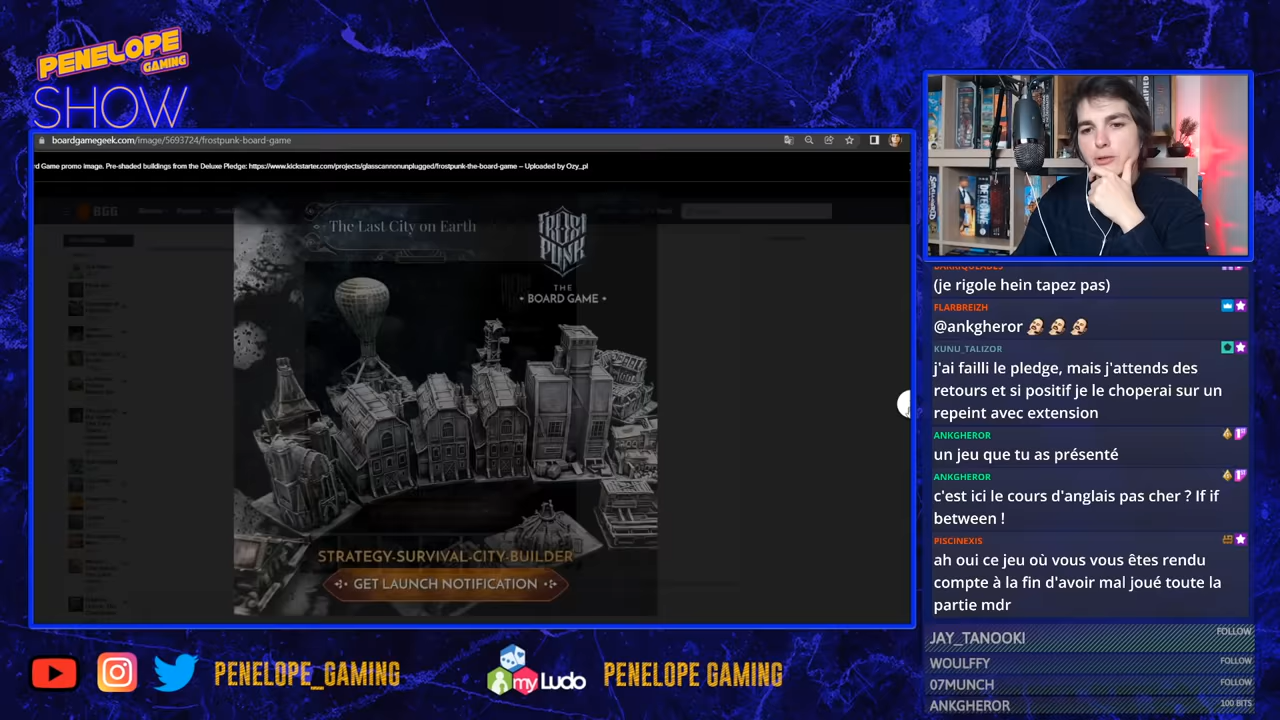 PENELOPE
GAMING
SHOW
boardgamegeek.com/image/5693724/frostpunk-board-game
d Game promo image. Pre-shaded buildings from the Deluxe Pledge: https://www.kickstarter.com/projects/glasscannonunplugged/frostpunk-the-board-game – Uploaded by Ozy_pl
BGG
The Last City on Earth
FROST
PUNK
THE
• BOARD GAME •
STRATEGY-SURVIVAL-CITY-BUILDER
GET LAUNCH NOTIFICATION
DETECTIVE
BARRIQUADES
(je rigole hein tapez pas)
FLARBREIZH
@ankgheror
KUNU_TALIZOR
j'ai failli le pledge, mais j'attends des
retours et si positif je le choperai sur un
repeint avec extension
ANKGHEROR
un jeu que tu as présenté
ANKGHEROR
c'est ici le cours d'anglais pas cher ? If if
between !
PISCINEXIS
ah oui ce jeu où vous vous êtes rendu
compte à la fin d'avoir mal joué toute la
partie mdr
JAY_TANOOKI FOLLOW
WOULFFY FOLLOW
07MUNCH FOLLOW
ANKGHEROR 100 BITS
PENELOPE_GAMING
myLudo
PENELOPE GAMING